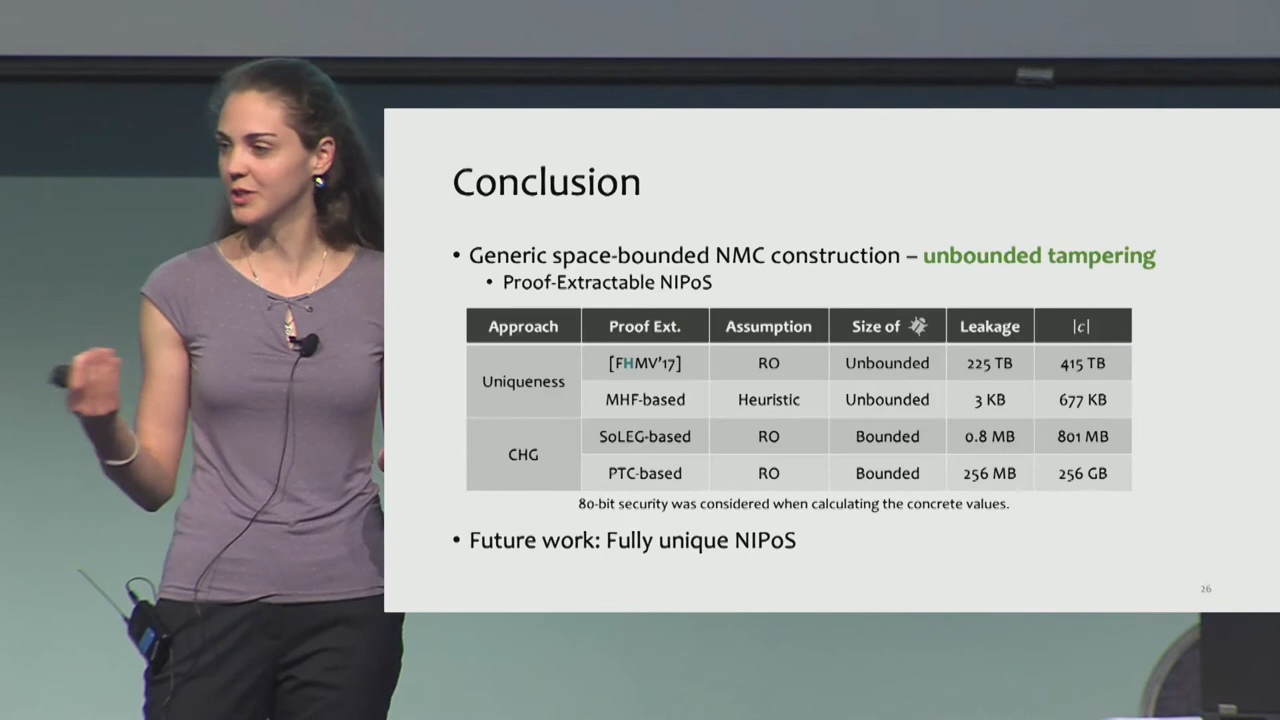 Conclusion
• Generic space-bounded NMC construction – unbounded tampering
• Proof-Extractable NIPoS
Approach Proof Ext. Assumption Size of Leakage |c|
Uniqueness
[FHMV'17] RO Unbounded 225 TB 415 TB
MHF-based Heuristic Unbounded 3 KB 677 KB
CHG
SoLEG-based RO Bounded 0.8 MB 801 MB
PTC-based RO Bounded 256 MB 256 GB
80-bit security was considered when calculating the concrete values.
• Future work: Fully unique NIPoS
26